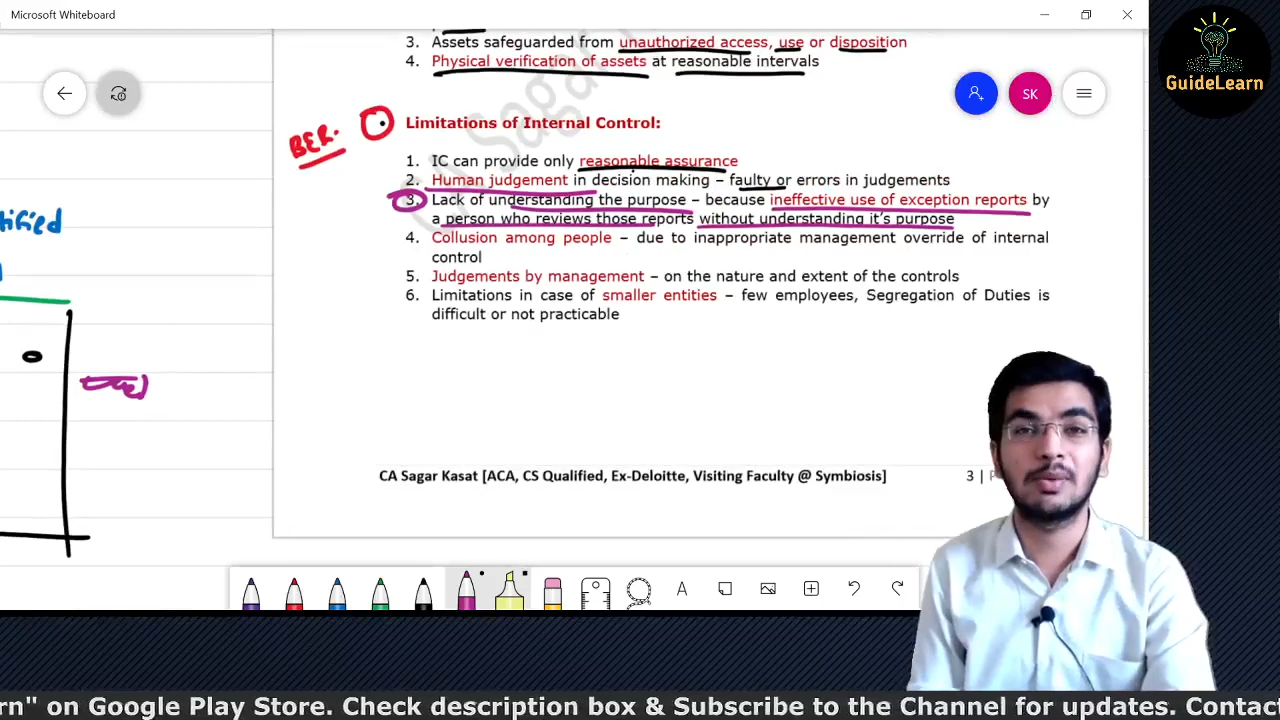 Microsoft Whiteboard
3. Assets safeguarded from unauthorized access, use or disposition
4. Physical verification of assets at reasonable intervals
GuideLearn
SK
BER.
Limitations of Internal Control:
1. IC can provide only reasonable assurance
2. Human judgement in decision making – faulty or errors in judgements
3. Lack of understanding the purpose – because ineffective use of exception reports by
a person who reviews those reports without understanding it's purpose
4. Collusion among people – due to inappropriate management override of internal
control
5. Judgements by management – on the nature and extent of the controls
6. Limitations in case of smaller entities – few employees, Segregation of Duties is
difficult or not practicable
CA Sagar Kasat [ACA, CS Qualified, Ex-Deloitte, Visiting Faculty @ Symbiosis]
3 | P
CA Sagar
rn" on Google Play Store. Check description box & Subscribe to the Channel for updates. Contac